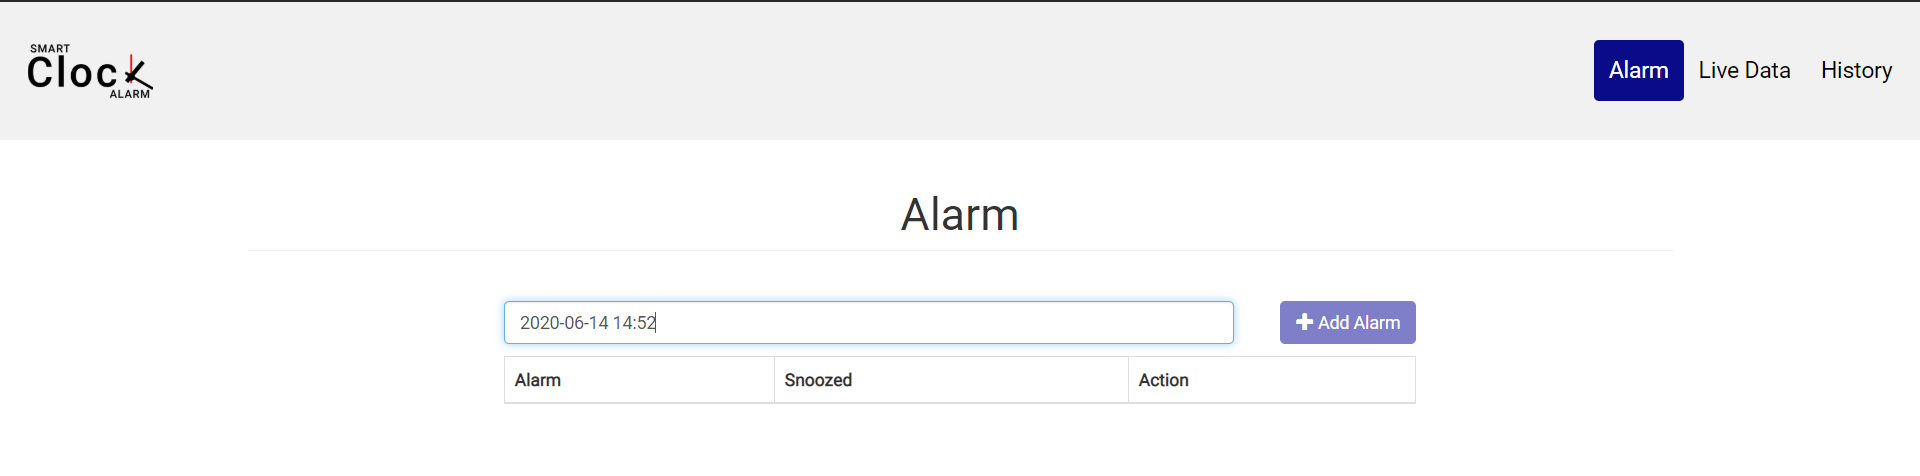 SMART
Clock
ALARM
Alarm Live Data History
Alarm
2020-06-14 14:52
Add Alarm
Alarm Snoozed Action